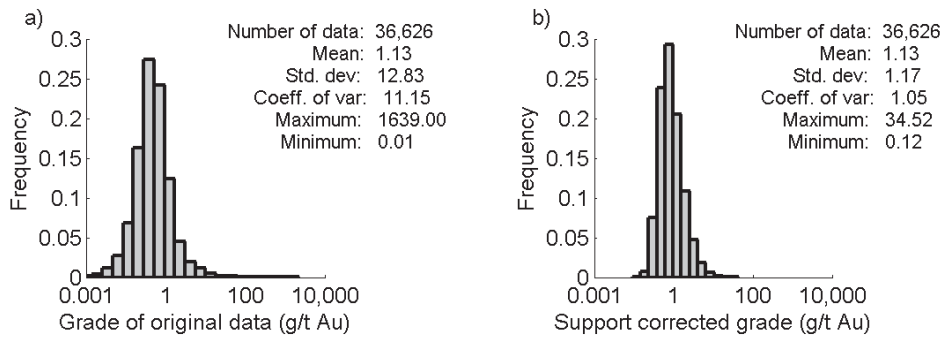 a)
Number of data: 36,626
Mean: 1.13
Std. dev: 12.83
Coeff. of var: 11.15
Maximum: 1639.00
Minimum: 0.01
Frequency
0.3
0.25
0.2
0.15
0.1
0.05
0
0.001 1 100 10,000
Grade of original data (g/t Au)
b)
Number of data: 36,626
Mean: 1.13
Std. dev: 1.17
Coeff. of var: 1.05
Maximum: 34.52
Minimum: 0.12
Frequency
0.3
0.25
0.2
0.15
0.1
0.05
0
0.001 1 100 10,000
Support corrected grade (g/t Au)